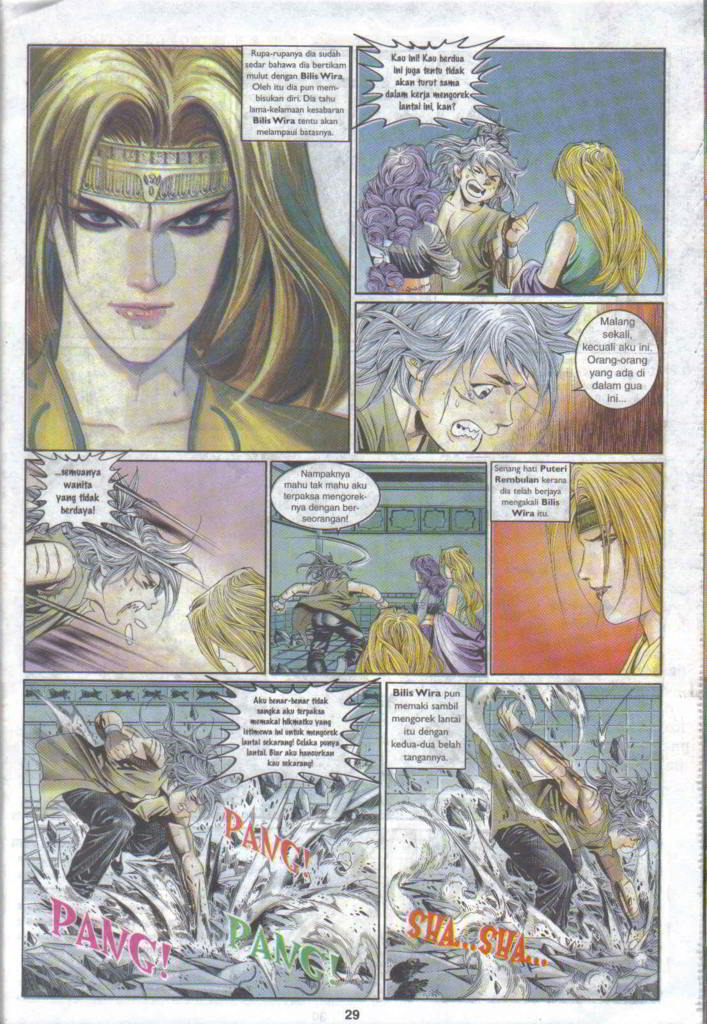 Rupa-rupanya dia sudah
sedar bahawa dia bertikam
mulut dengan Bilis Wira.
Oleh itu dia pun mem-
bisukan diri. Dia tahu
lama-kelamaan kesabaran
Bilis Wira tentu akan
melampaui batasnya.
Kau ini! Kau berdua
ini juga tentu tidak
akan turut sama
dalam kerja mengorek
lantai ini, kan?
Malang
sekali,
kecuali aku ini.
Orang-orang
yang ada di
dalam gua
ini...
...semuanya
wanita
yang tidak
berdaya!
Nampaknya
mahu tak mahu aku
terpaksa mengorek-
nya dengan ber-
seorangan!
Senang hati Puteri
Rembulan kerana
dia telah berjaya
mengakali Bilis
Wira itu.
Aku benar-benar tidak
sangka aku terpaksa
memakai hikmatku yang
istimewa ini untuk mengorek
lantai sekarang! Celaka punya
lantai. Biar aku hancurkan
kau sekarang!
PANG!
PANG!
PANG!
Bilis Wira pun
memaki sambil
mengorek lantai
itu dengan
kedua-dua belah
tangannya.
SHA...SHA...
29